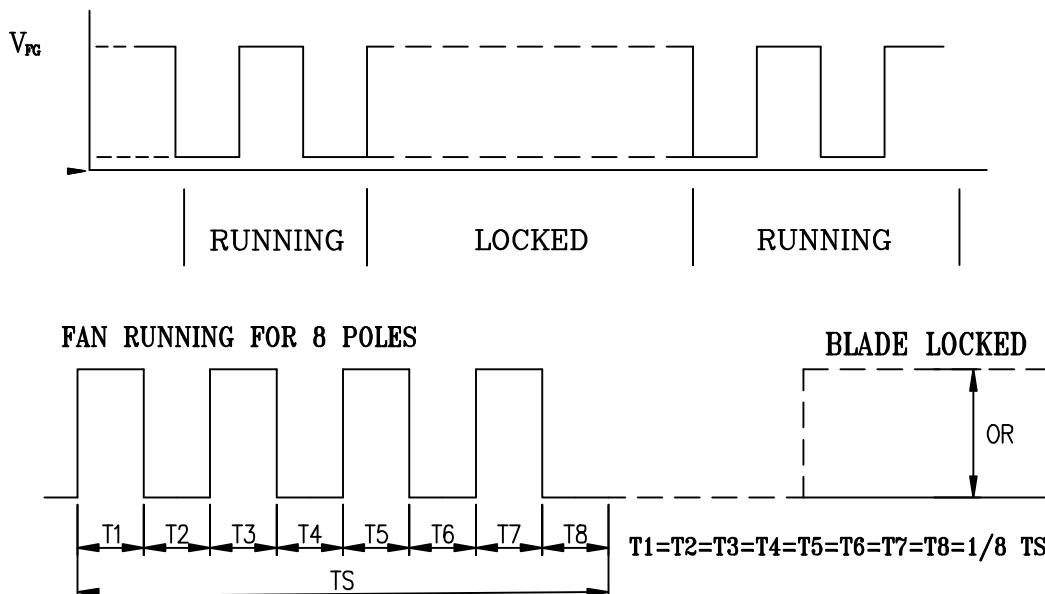 VFG
RUNNING LOCKED RUNNING
FAN RUNNING FOR 8 POLES
BLADE LOCKED
OR
T1 T2 T3 T4 T5 T6 T7 T8
T1=T2=T3=T4=T5=T6=T7=T8=1/8 TS
TS